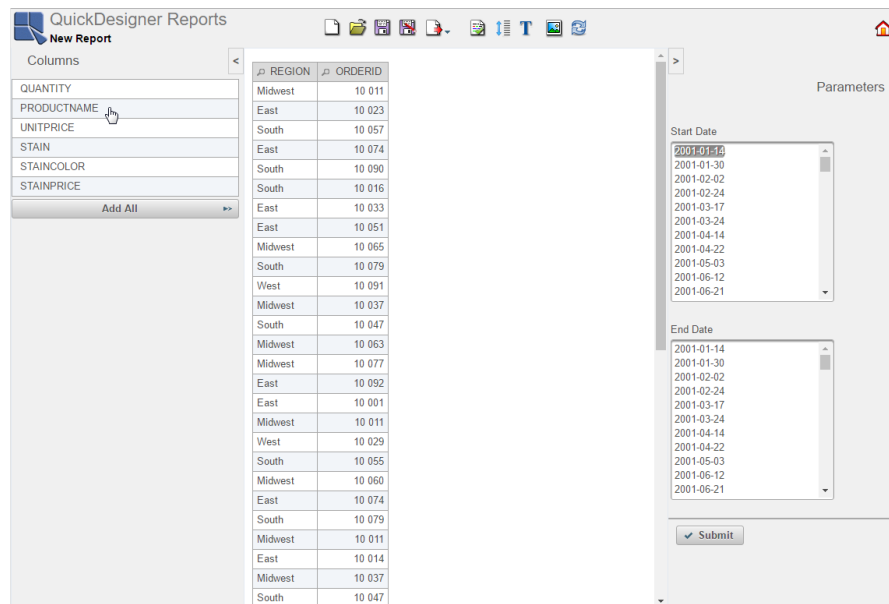 QuickDesigner Reports
New Report
Columns
<
QUANTITY
PRODUCTNAME
UNITPRICE
STAIN
STAINCOLOR
STAINPRICE
Add All
REGION ORDERID
Midwest 10 011
East 10 023
South 10 057
East 10 074
South 10 090
South 10 016
East 10 033
East 10 051
Midwest 10 065
South 10 079
West 10 091
Midwest 10 037
South 10 047
Midwest 10 063
Midwest 10 077
East 10 092
East 10 001
Midwest 10 011
West 10 029
South 10 055
Midwest 10 060
East 10 074
South 10 079
Midwest 10 011
East 10 014
Midwest 10 037
South 10 047
>
Parameters
Start Date
2001-01-14
2001-01-30
2001-02-02
2001-02-24
2001-03-17
2001-03-24
2001-04-14
2001-04-22
2001-05-03
2001-06-12
2001-06-21
End Date
2001-01-14
2001-01-30
2001-02-02
2001-02-24
2001-03-17
2001-03-24
2001-04-14
2001-04-22
2001-05-03
2001-06-12
2001-06-21
Submit